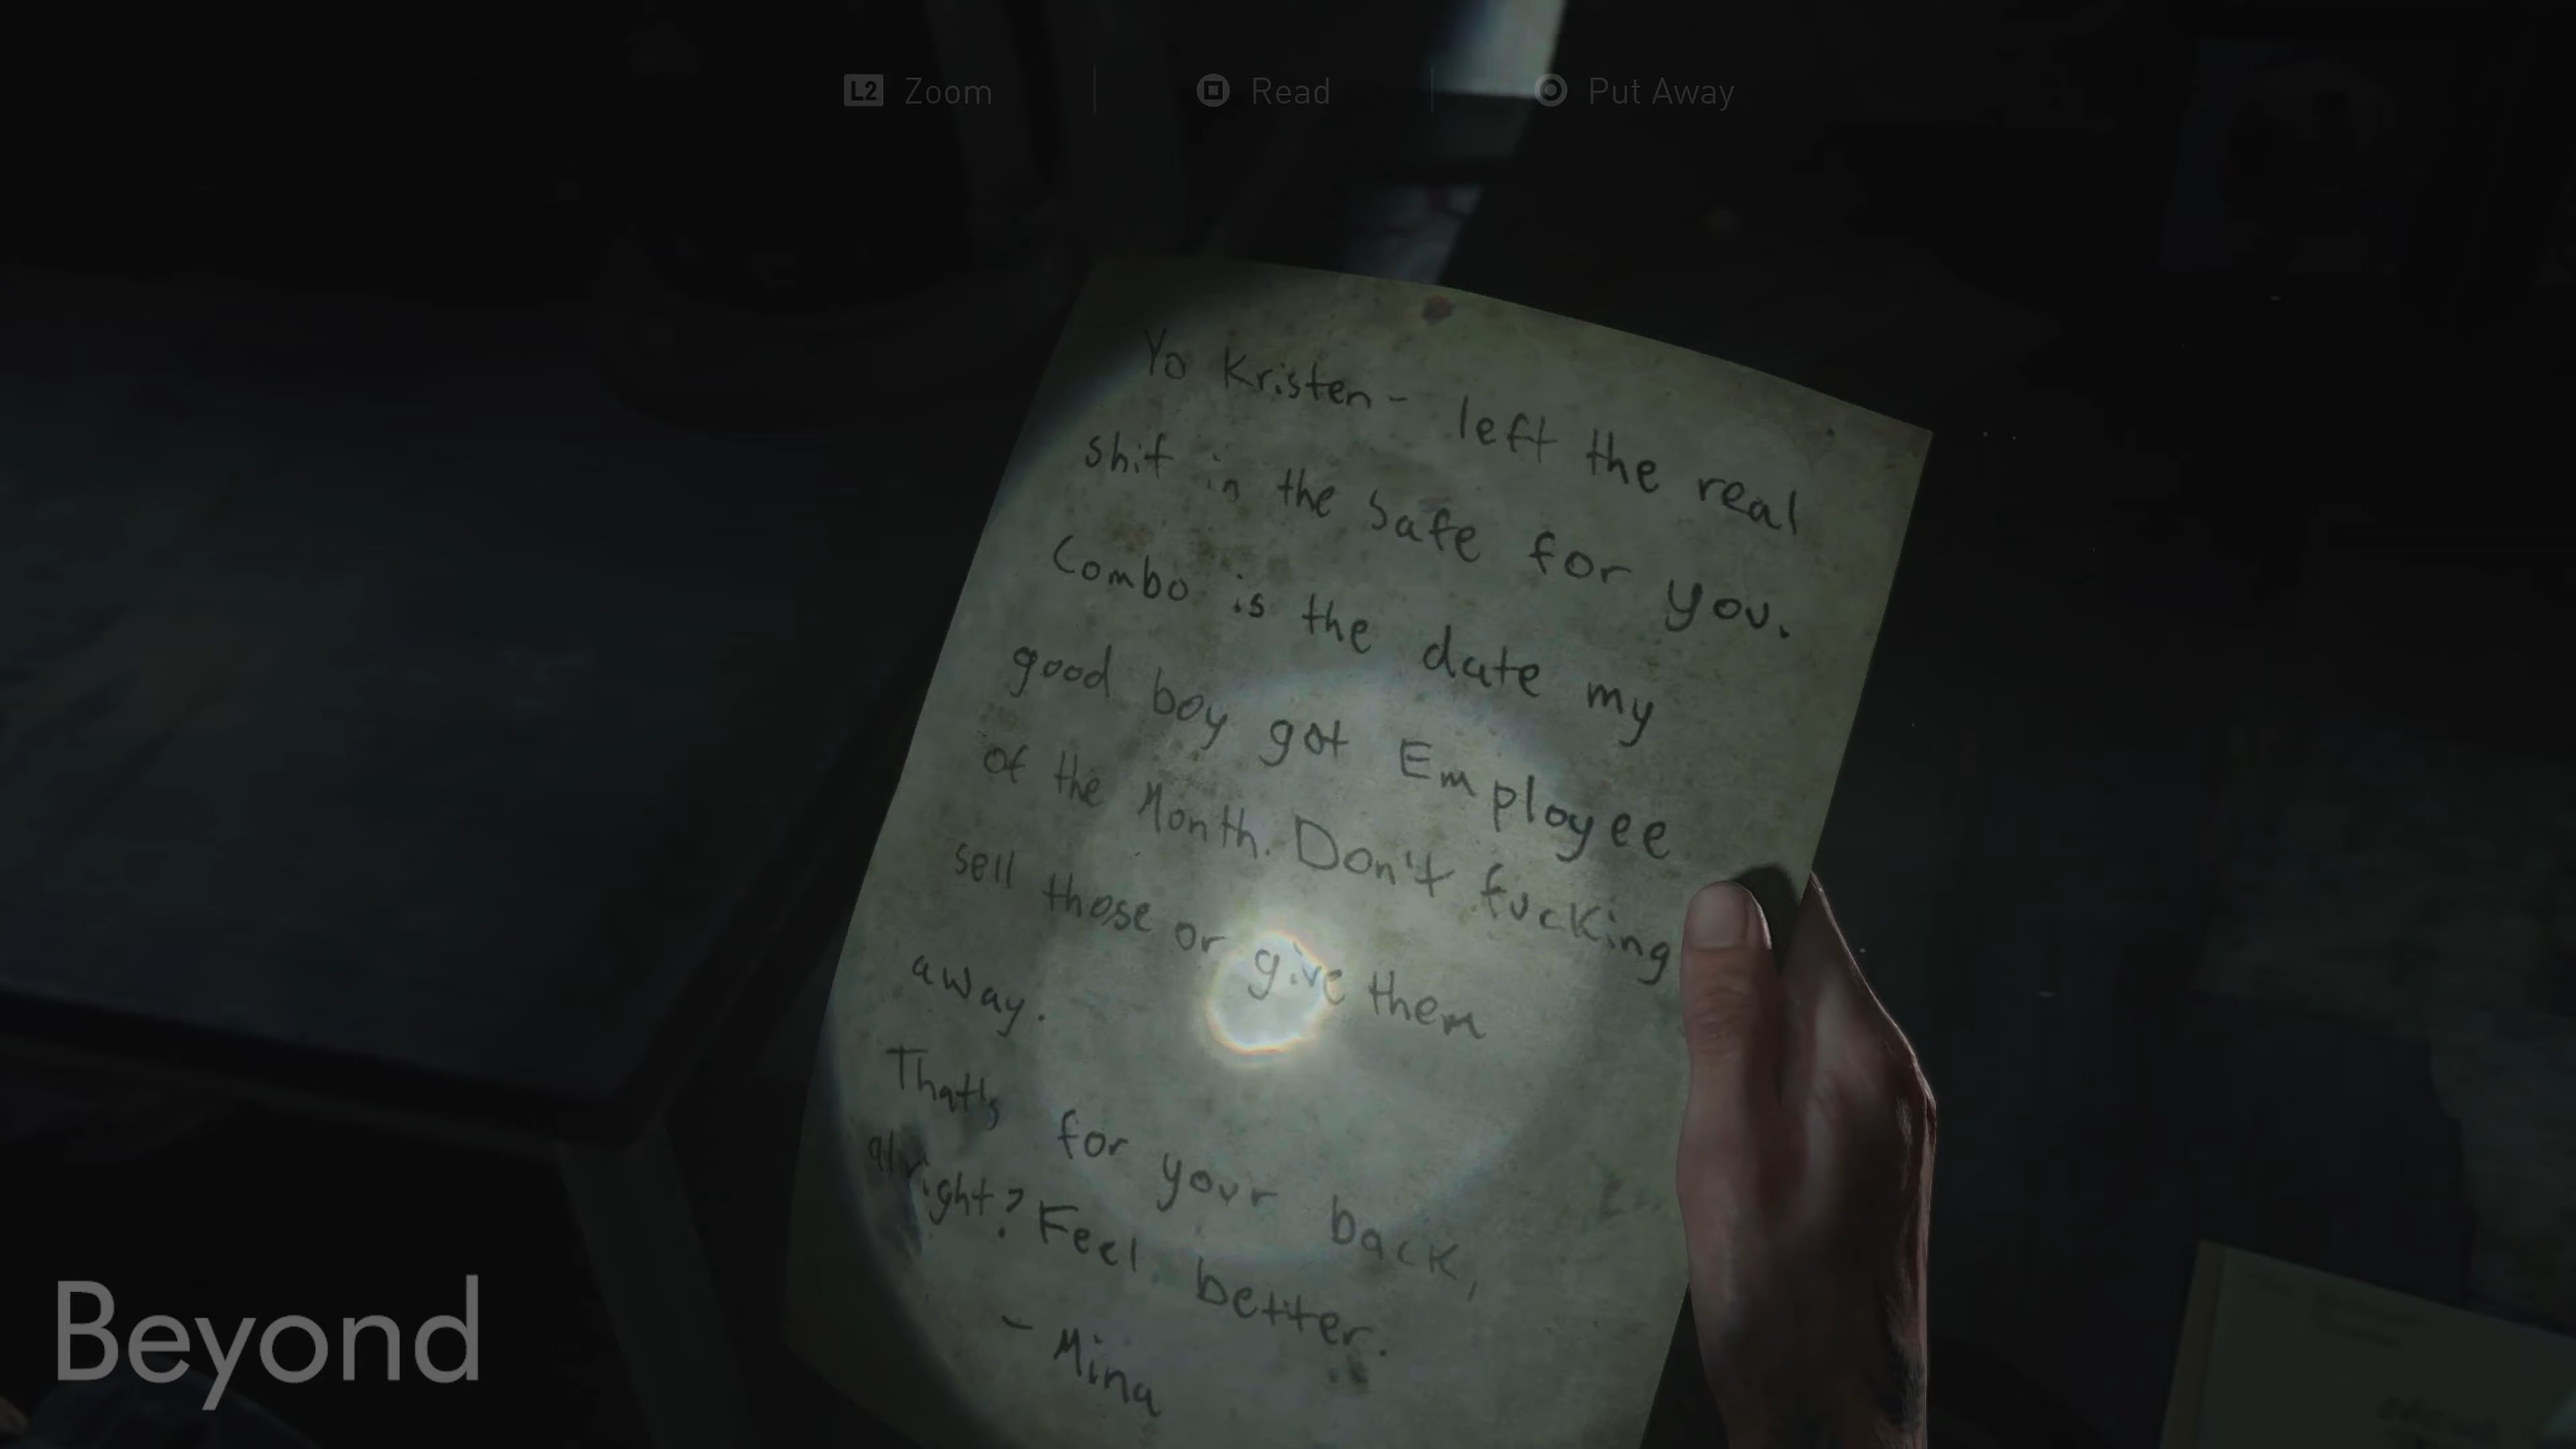 L2 Zoom Read Put Away
Yo Kristen- left the real
shit in the safe for you.
Combo is the date my
good boy got Employee
of the Month. Don't fucking
sell those or give them
away.
That's for your back,
alright? Feel better.
- Mina
Beyond